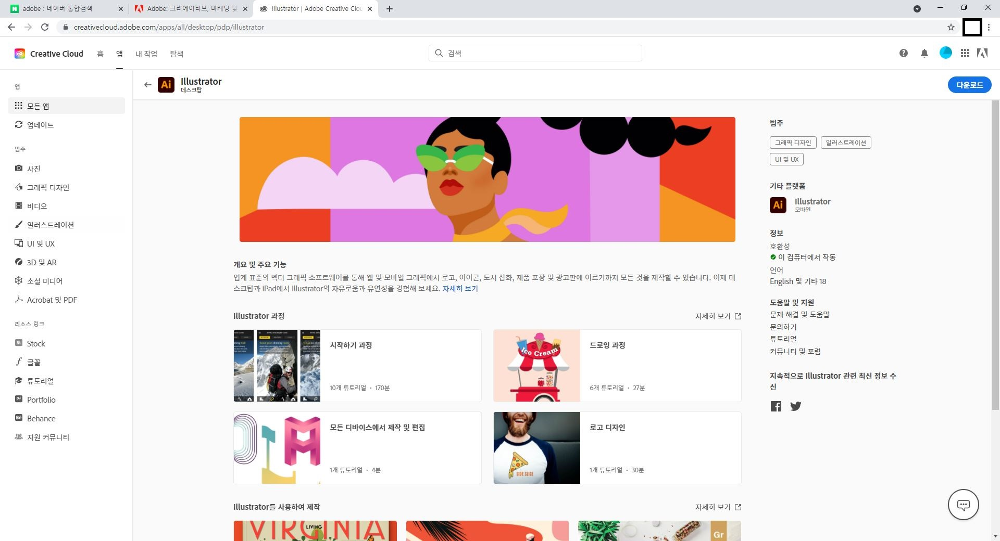 adobe : 네이버 통합검색
Adobe: 크리에이티브, 마케팅 및
Illustrator | Adobe Creative Clou
creativecloud.adobe.com/apps/all/desktop/pdp/illustrator
Creative Cloud
홈
앱
내 작업
탐색
검색
앱
모든 앱
업데이트
범주
사진
그래픽 디자인
비디오
일러스트레이션
UI 및 UX
3D 및 AR
소셜 미디어
Acrobat 및 PDF
리소스 링크
St Stock
글꼴
튜토리얼
Pf Portfolio
Bē Behance
지원 커뮤니티
Ai
Illustrator
데스크탑
다운로드
개요 및 주요 기능
업계 표준의 벡터 그래픽 소프트웨어를 통해 웹 및 모바일 그래픽에서 로고, 아이콘, 도서 삽화, 제품 포장 및 광고판에 이르기까지 모든 것을 제작할 수 있습니다. 이제 데
스크탑과 iPad에서 Illustrator의 자유로움과 유연성을 경험해 보세요. 자세히 보기
Illustrator 과정
자세히 보기
시작하기 과정
10개 튜토리얼 · 170분
Ice Cream
드로잉 과정
6개 튜토리얼 · 27분
모든 디바이스에서 제작 및 편집
1개 튜토리얼 · 4분
SIDE SLICE
로고 디자인
1개 튜토리얼 · 30분
Illustrator를 사용하여 제작
자세히 보기
LIVING
VIRGINIA
Gr
범주
그래픽 디자인
일러스트레이션
UI 및 UX
기타 플랫폼
Ai
Illustrator
모바일
정보
호환성
이 컴퓨터에서 작동
언어
English 및 기타 18
도움말 및 지원
문제 해결 및 도움말
문의하기
튜토리얼
커뮤니티 및 포럼
지속적으로 Illustrator 관련 최신 정보 수
신